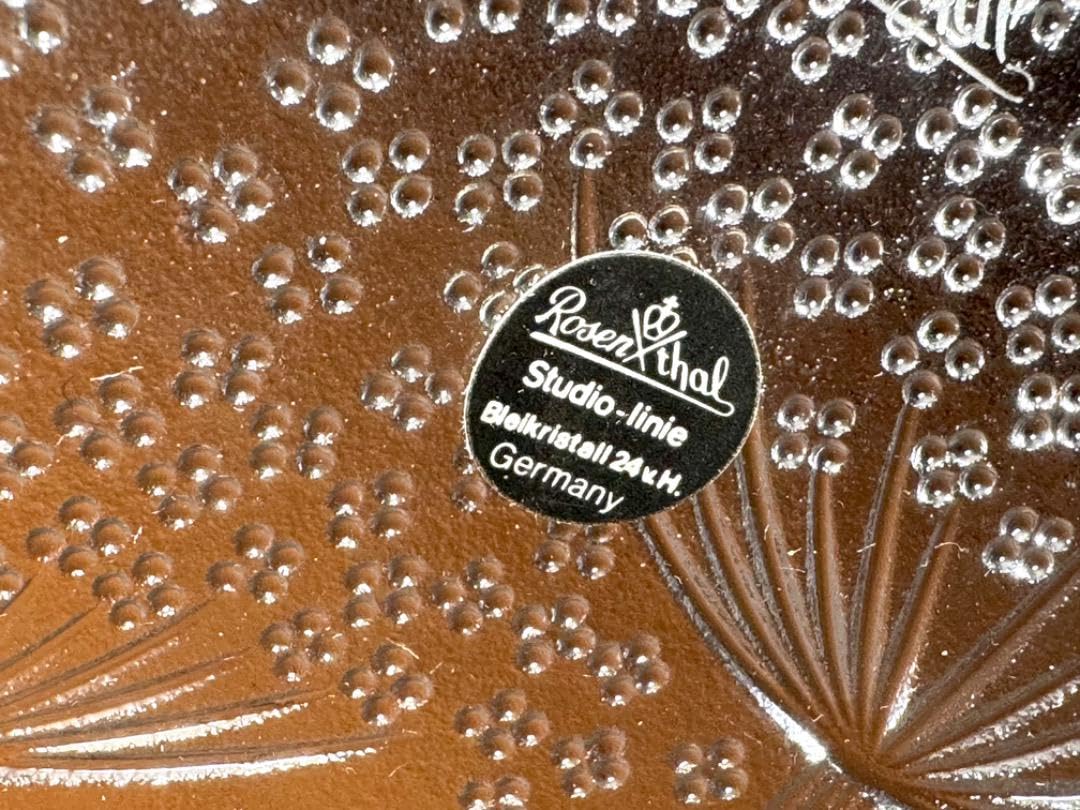 Rosenthal
Studio-linie
Bleikristall 24 v.H.
Germany